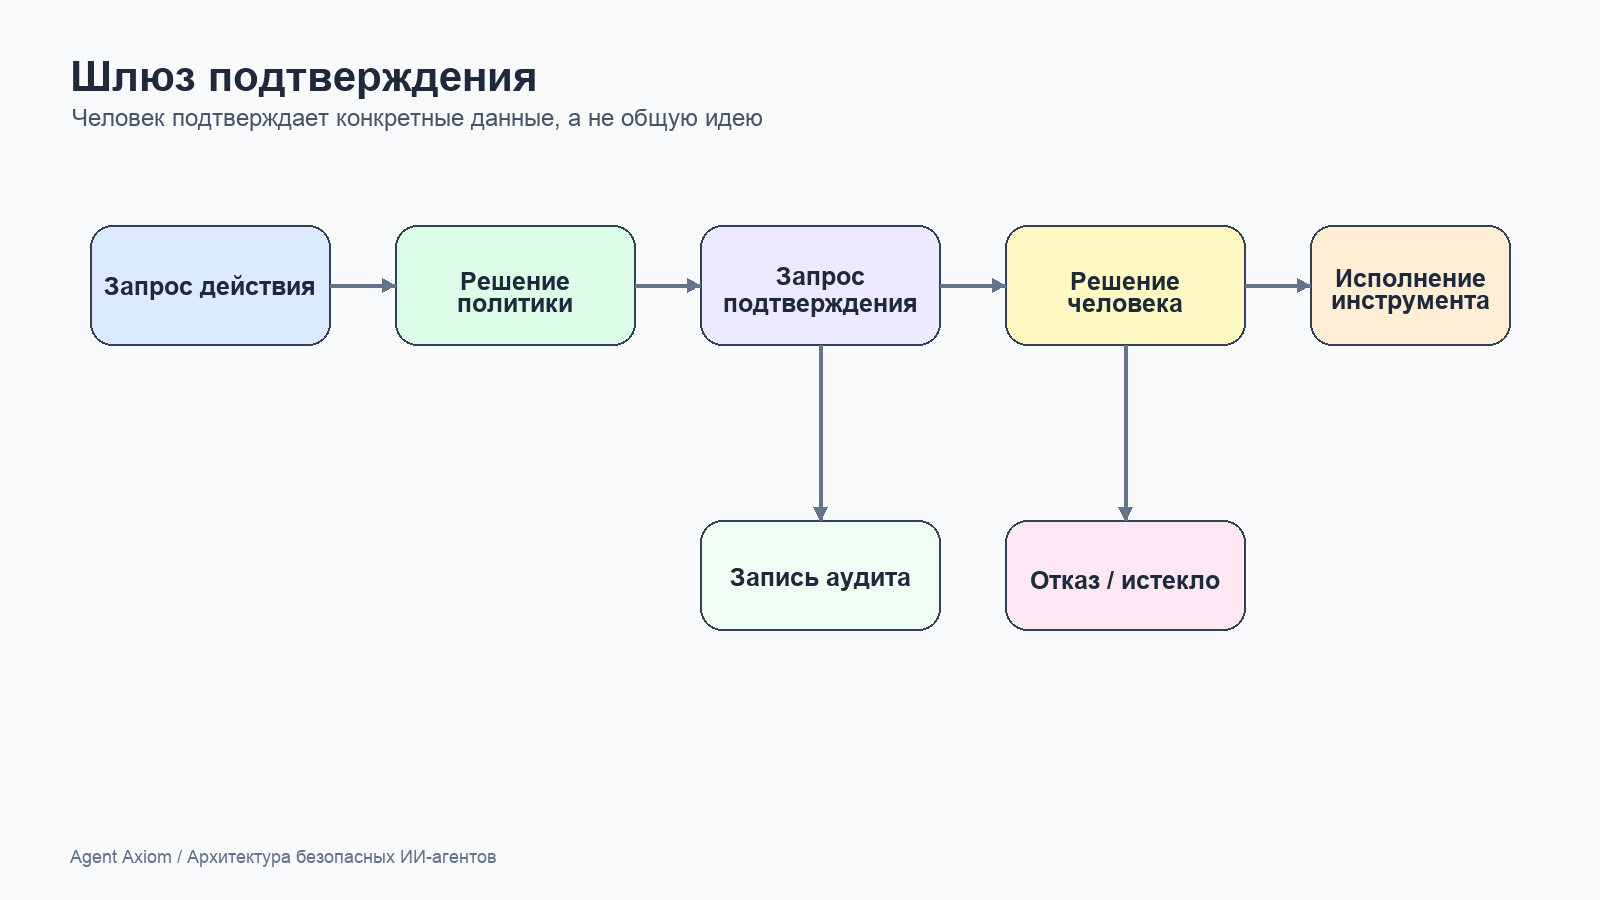 Шлюз подтверждения
Человек подтверждает конкретные данные, а не общую идею
Запрос действия
Решение
политики
Запрос
подтверждения
Решение
человека
Исполнение
инструмента
Запись аудита
Отказ / истекло
Agent Axiom / Архитектура безопасных ИИ-агентов